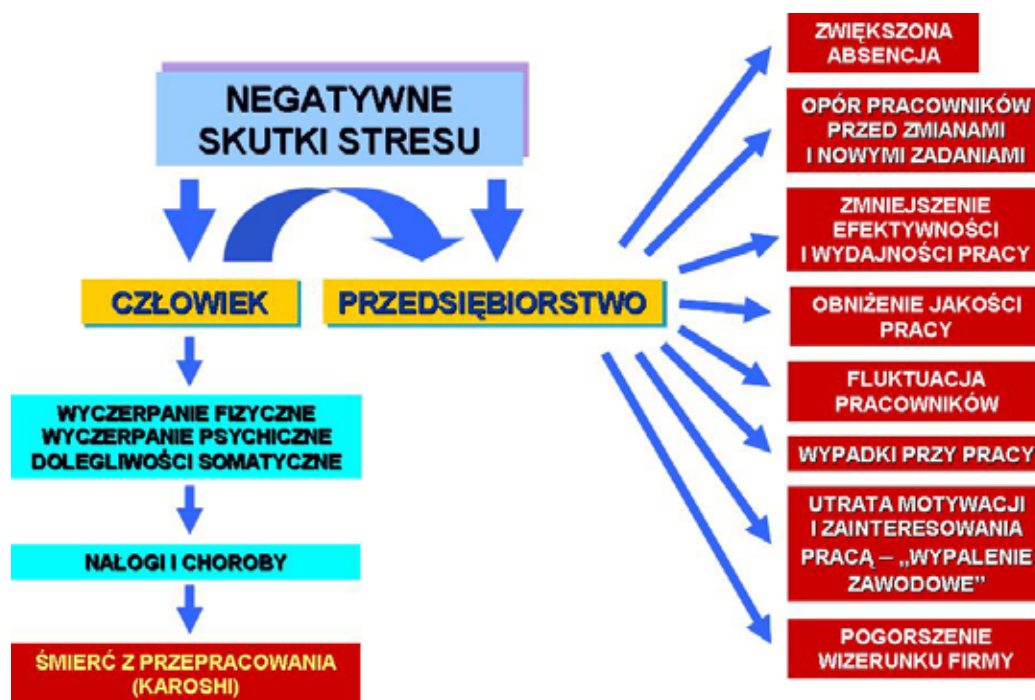 NEGATYWNE
SKUTKI STRESU
CZŁOWIEK
PRZEDSIĘBIORSTWO
WYCZERPANIE FIZYCZNE
WYCZERPANIE PSYCHICZNE
DOLEGLIWOŚCI SOMATYCZNE
NAŁOGI I CHOROBY
ŚMIERĆ Z PRZEPRACOWANIA
(KAROSHI)
ZWIĘKSZONA
ABSENCJA
OPÓR PRACOWNIKÓW
PRZED ZMIANAMI
I NOWYMI ZADANIAMI
ZMNIEJSZENIE
EFEKTYWNOŚCI
I WYDAJNOŚCI PRACY
OBNIŻENIE JAKOŚCI
PRACY
FLUKTUACJA
PRACOWNIKÓW
WYPADKI PRZY PRACY
UTRATA MOTYWACJI
I ZAINTERESOWANIA
PRACĄ – „WYPALENIE
ZAWODOWE”
POGORSZENIE
WIZERUNKU FIRMY